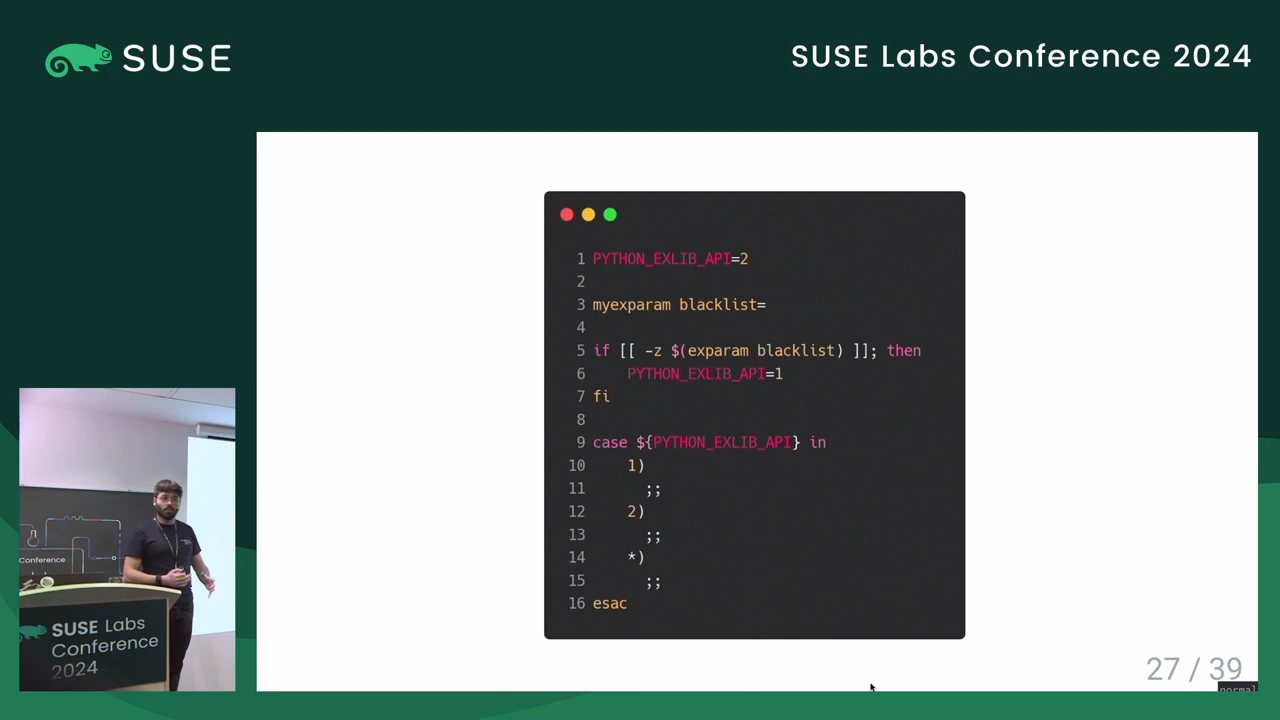 SUSE
SUSE Labs Conference 2024
1 PYTHON_EXLIB_API=2
2
3 myexparam blacklist=
4
5 if [[ -z $(exparam blacklist) ]]; then
6     PYTHON_EXLIB_API=1
7 fi
8
9 case ${PYTHON_EXLIB_API} in
10     1)
11       ;;
12     2)
13       ;;
14     *)
15       ;;
16 esac
Conference
SUSE Labs
Conference
2024
27 / 39
normal